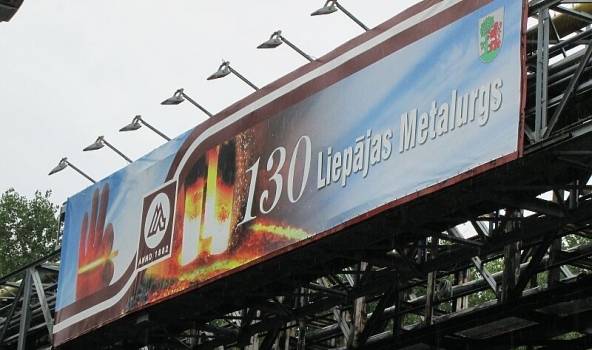 130 Liepājas Metalurgs
ANNO 1882